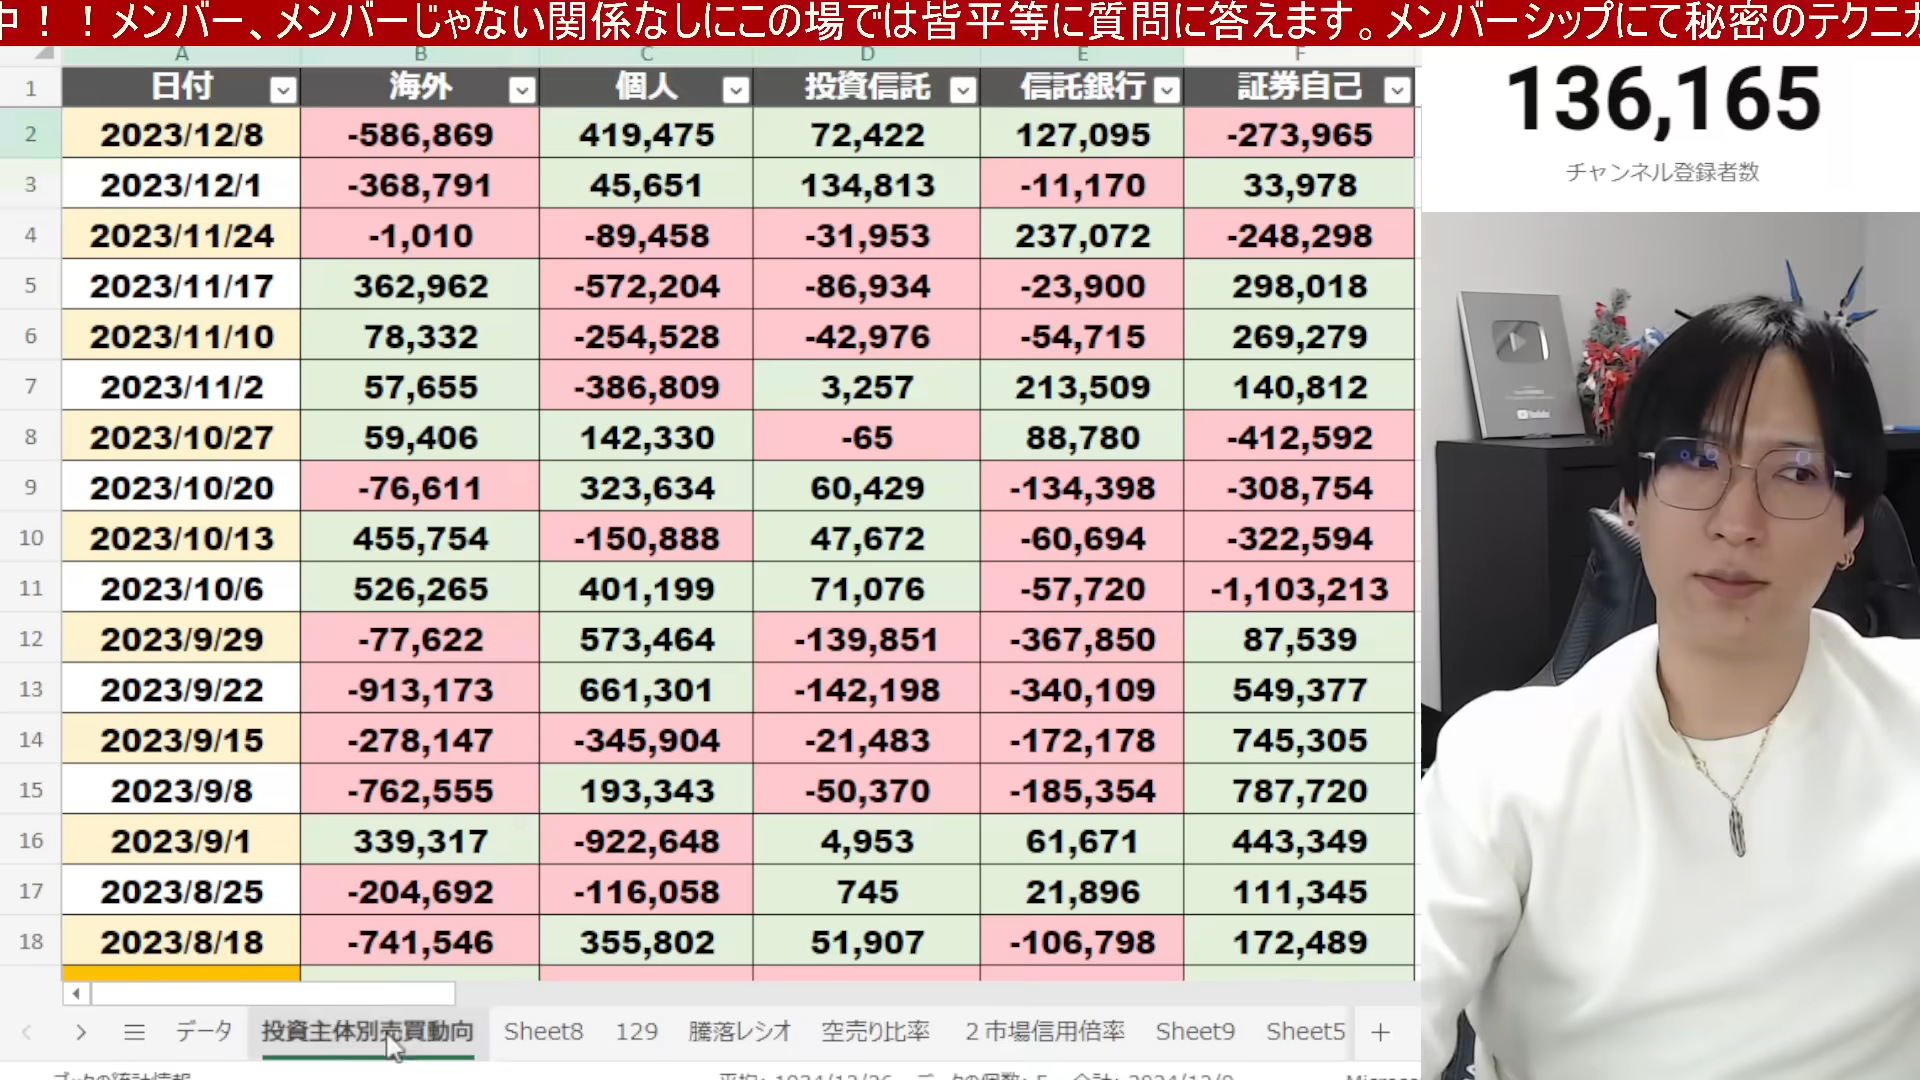 中！！メンバー、メンバーじゃない関係なしにこの場では皆平等に質問に答えます。メンバーシップにて秘密のテクニカ
A B C D E F
1 日付 海外 個人 投資信託 信託銀行 証券自己
2 2023/12/8 -586,869 419,475 72,422 127,095 -273,965
3 2023/12/1 -368,791 45,651 134,813 -11,170 33,978
4 2023/11/24 -1,010 -89,458 -31,953 237,072 -248,298
5 2023/11/17 362,962 -572,204 -86,934 -23,900 298,018
6 2023/11/10 78,332 -254,528 -42,976 -54,715 269,279
7 2023/11/2 57,655 -386,809 3,257 213,509 140,812
8 2023/10/27 59,406 142,330 -65 88,780 -412,592
9 2023/10/20 -76,611 323,634 60,429 -134,398 -308,754
10 2023/10/13 455,754 -150,888 47,672 -60,694 -322,594
11 2023/10/6 526,265 401,199 71,076 -57,720 -1,103,213
12 2023/9/29 -77,622 573,464 -139,851 -367,850 87,539
13 2023/9/22 -913,173 661,301 -142,198 -340,109 549,377
14 2023/9/15 -278,147 -345,904 -21,483 -172,178 745,305
15 2023/9/8 -762,555 193,343 -50,370 -185,354 787,720
16 2023/9/1 339,317 -922,648 4,953 61,671 443,349
17 2023/8/25 -204,692 -116,058 745 21,896 111,345
18 2023/8/18 -741,546 355,802 51,907 -106,798 172,489
データ 投資主体別売買動向 Sheet8 129 騰落レシオ 空売り比率 2市場信用倍率 Sheet9 Sheet5
136,165
チャンネル登録者数
YouTube